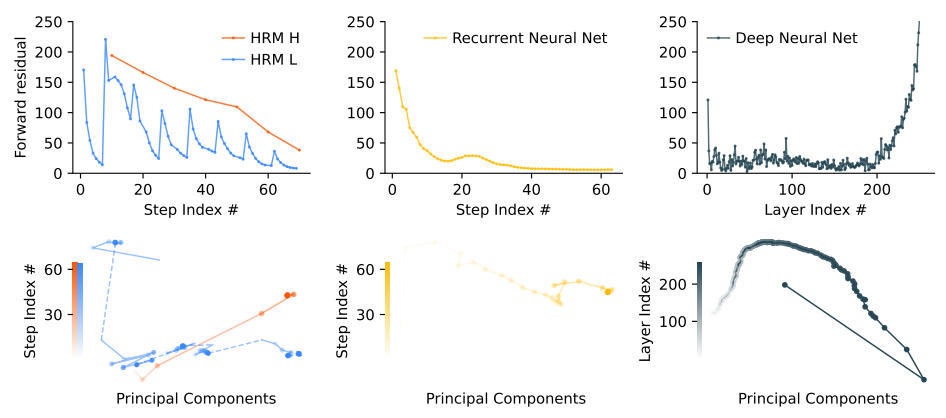 250
200
150
100
50
0
Forward residual
HRM H
HRM L
0
20
40
60
Step Index #
250
200
150
100
50
0
Recurrent Neural Net
0
20
40
60
Step Index #
250
200
150
100
50
0
Deep Neural Net
0
100
200
Layer Index #
Step Index #
60
30
Principal Components
Step Index #
60
30
Principal Components
Layer Index #
200
100
Principal Components